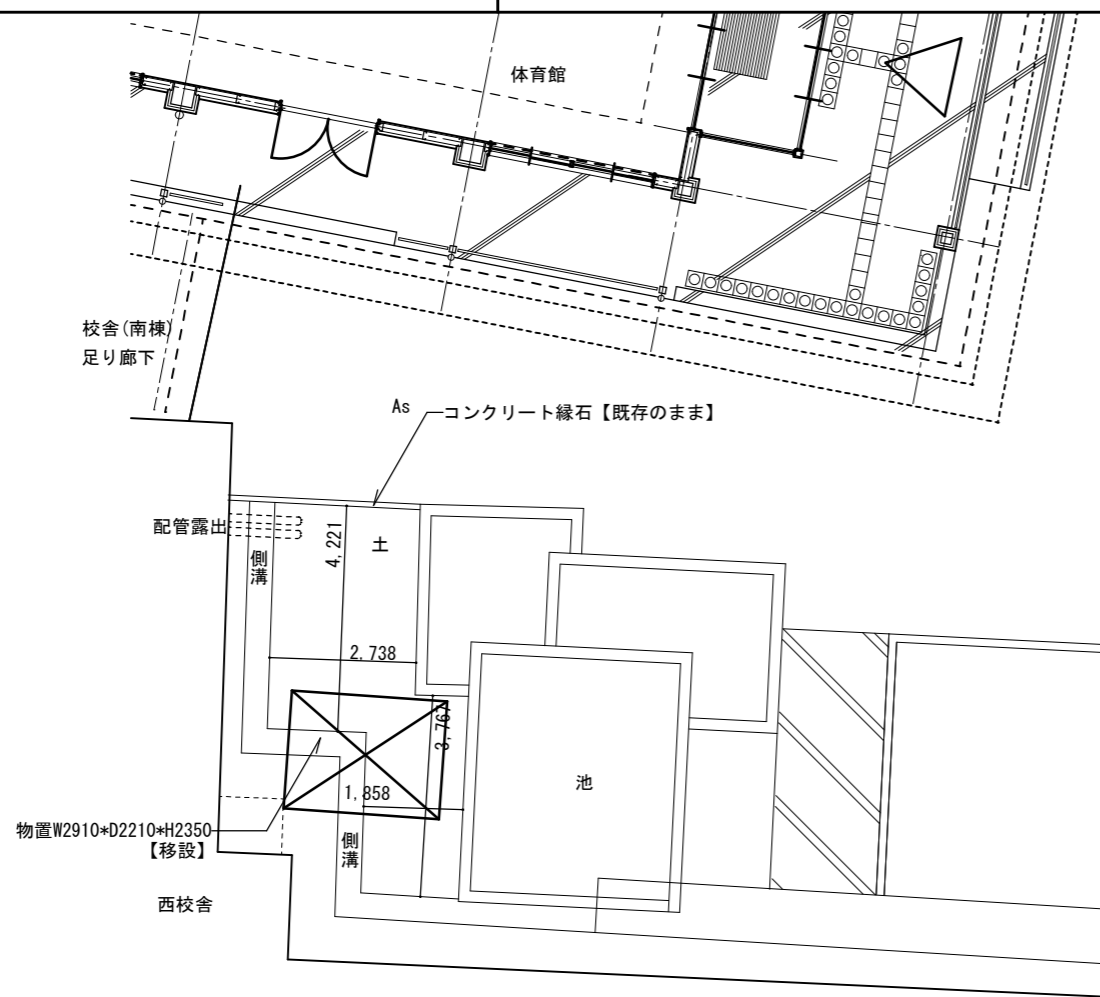 体育館
校舎(南棟)
足り廊下
As
コンクリート縁石【既存のまま】
配管露出
側溝
4,221
土
2,738
3,767
1,858
池
物置W2910*D2210*H2350
【移設】
側溝
西校舎